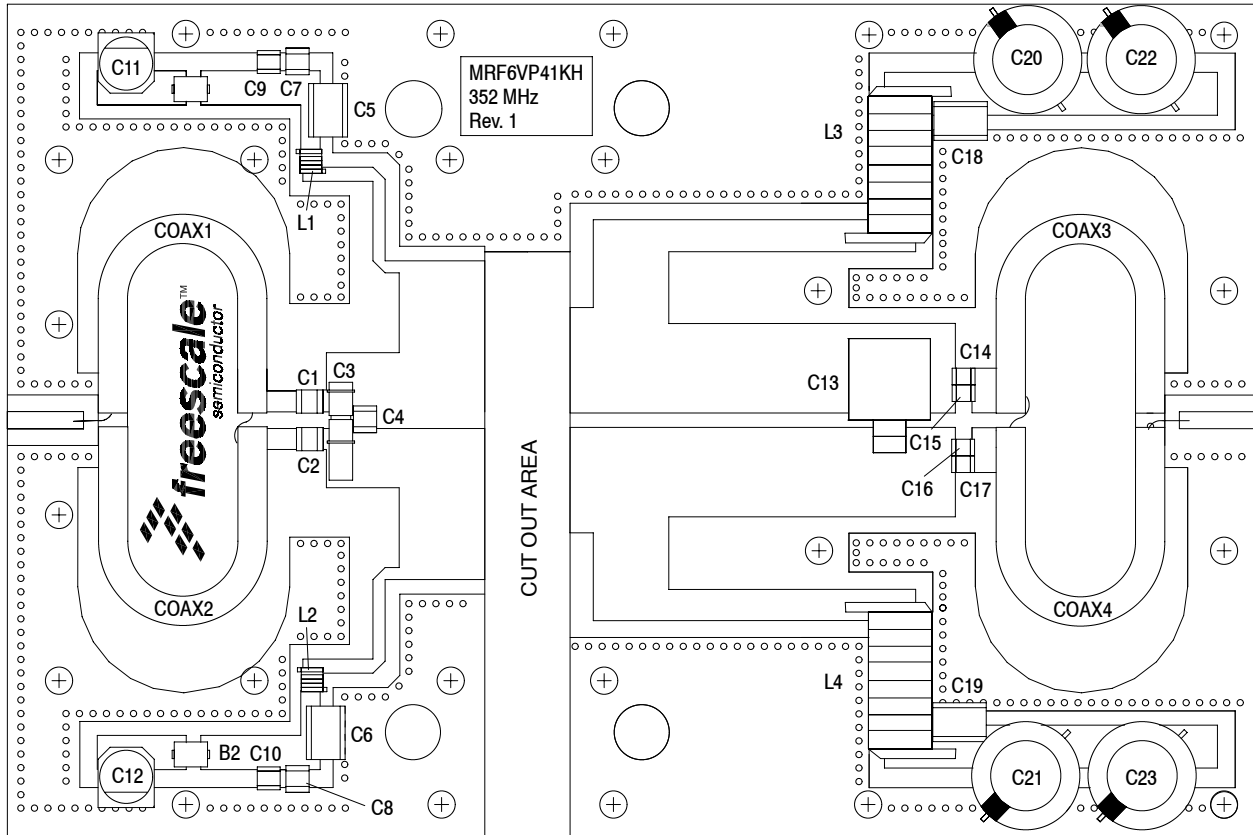 C11
C9
C7
C5
MRF6VP41KH
352 MHz
Rev. 1
C20
C22
L3
C18
L1
COAX1
COAX3
freescale™
semiconductor
C1
C3
C4
C2
C13
C14
C15
C16
C17
CUT OUT AREA
COAX2
COAX4
L2
L4
C19
C6
B2
C10
C12
C8
C21
C23